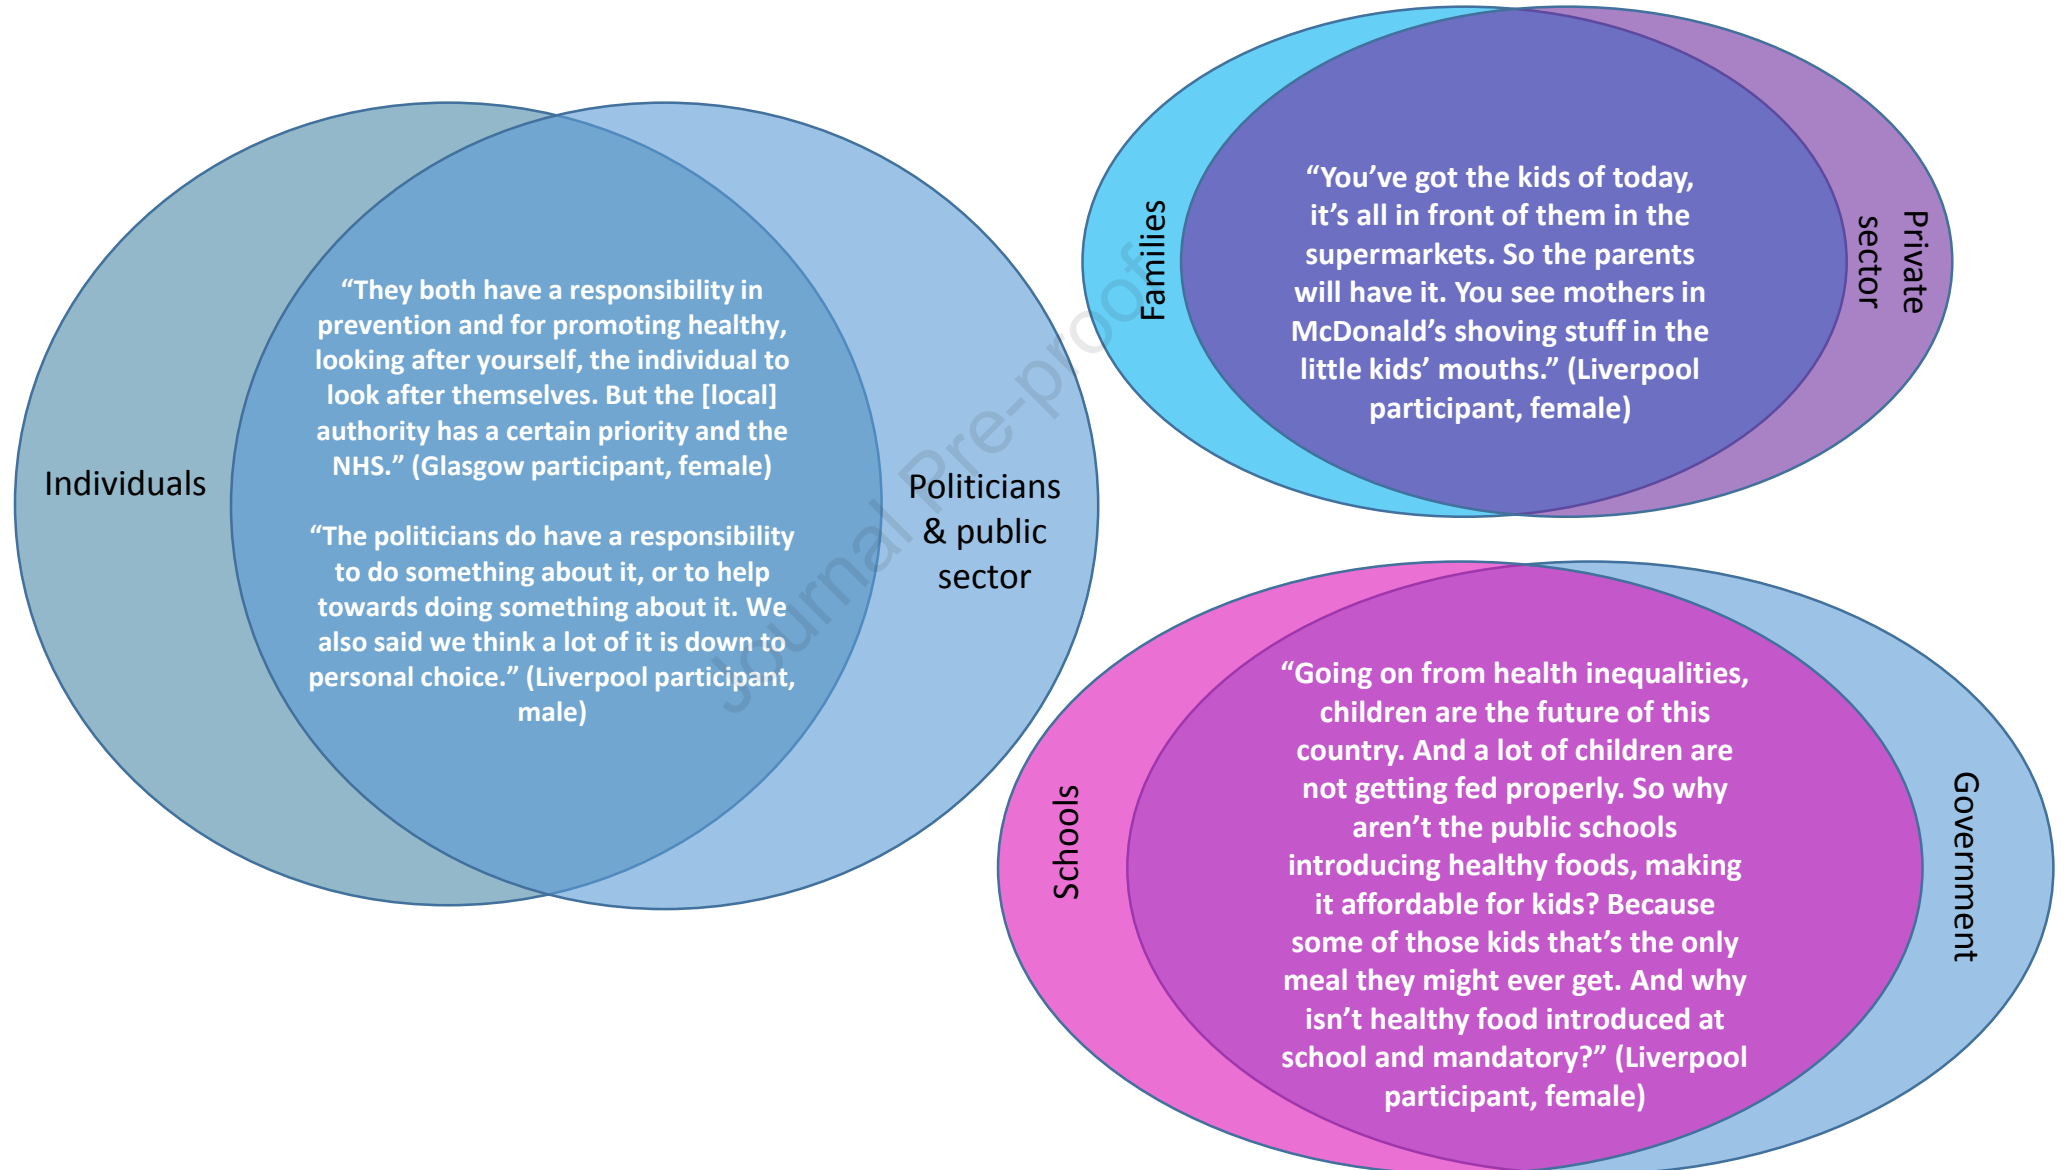 Individuals
“They both have a responsibility in
prevention and for promoting healthy,
looking after yourself, the individual to
look after themselves. But the [local]
authority has a certain priority and the
NHS.” (Glasgow participant, female)
“The politicians do have a responsibility
to do something about it, or to help
towards doing something about it. We
also said we think a lot of it is down to
personal choice.” (Liverpool participant,
male)
Politicians
& public
sector
Families
“You’ve got the kids of today,
it’s all in front of them in the
supermarkets. So the parents
will have it. You see mothers in
McDonald’s shoving stuff in the
little kids’ mouths.” (Liverpool
participant, female)
Private
sector
Schools
“Going on from health inequalities,
children are the future of this
country. And a lot of children are
not getting fed properly. So why
aren’t the public schools
introducing healthy foods, making
it affordable for kids? Because
some of those kids that’s the only
meal they might ever get. And why
isn’t healthy food introduced at
school and mandatory?” (Liverpool
participant, female)
Government
Journal Pre-proof